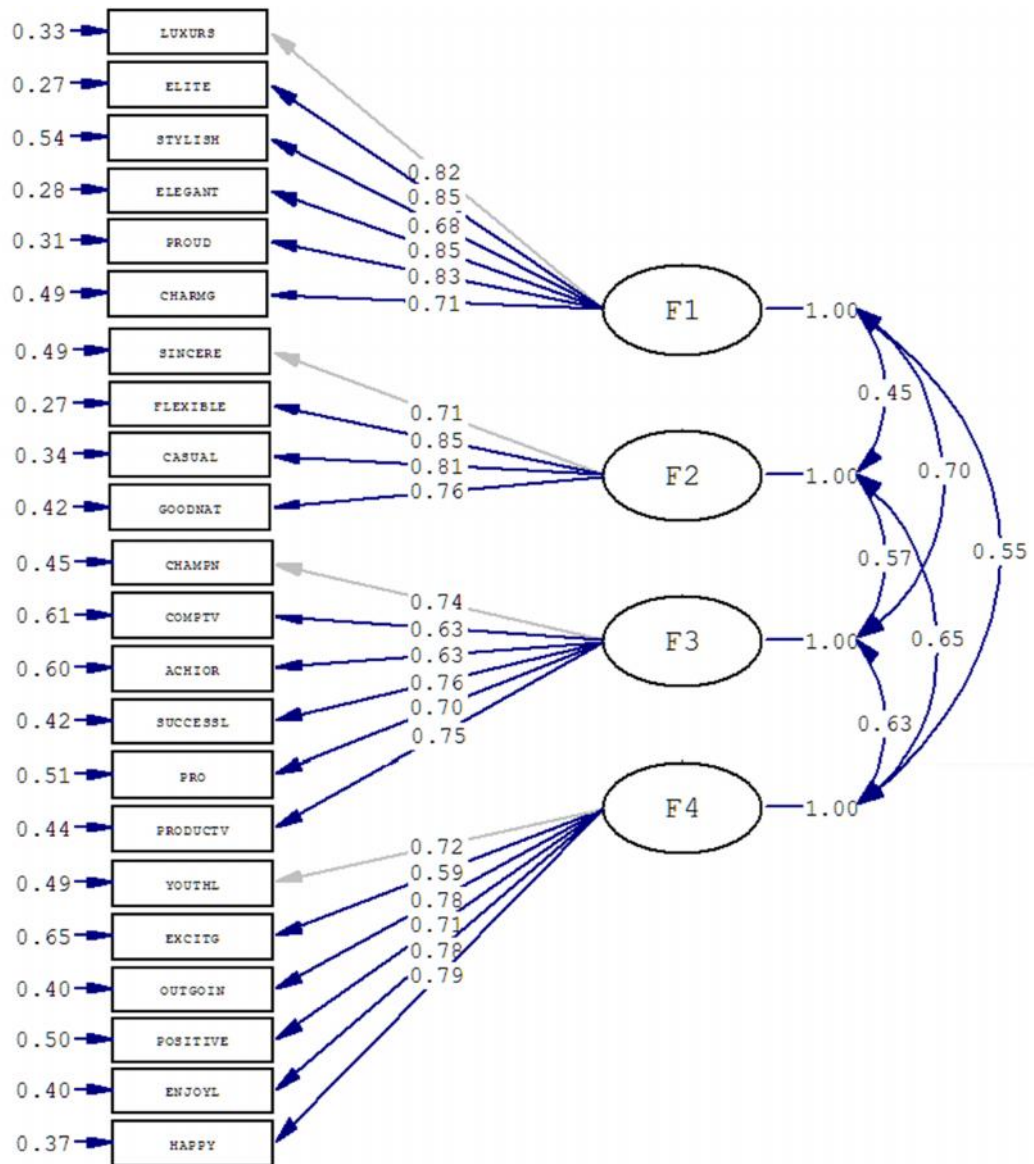 0.33 LUXURS
0.27 ELITE
0.54 STYLISH
0.28 ELEGANT
0.31 PROUD
0.49 CHARMG
0.49 SINCERE
0.27 FLEXIBLE
0.34 CASUAL
0.42 GOODNAT
0.45 CHAMPN
0.61 COMPTV
0.60 ACHIOR
0.42 SUCCESSL
0.51 PRO
0.44 PRODUCTV
0.49 YOUTHL
0.65 EXCITG
0.40 OUTGOIN
0.50 POSITIVE
0.40 ENJOYL
0.37 HAPPY
0.82
0.85
0.68
0.85
0.83
0.71
0.71
0.85
0.81
0.76
0.74
0.63
0.63
0.76
0.70
0.75
0.72
0.59
0.78
0.71
0.78
0.79
F1 1.00
F2 1.00
F3 1.00
F4 1.00
0.45
0.70
0.55
0.57
0.65
0.63